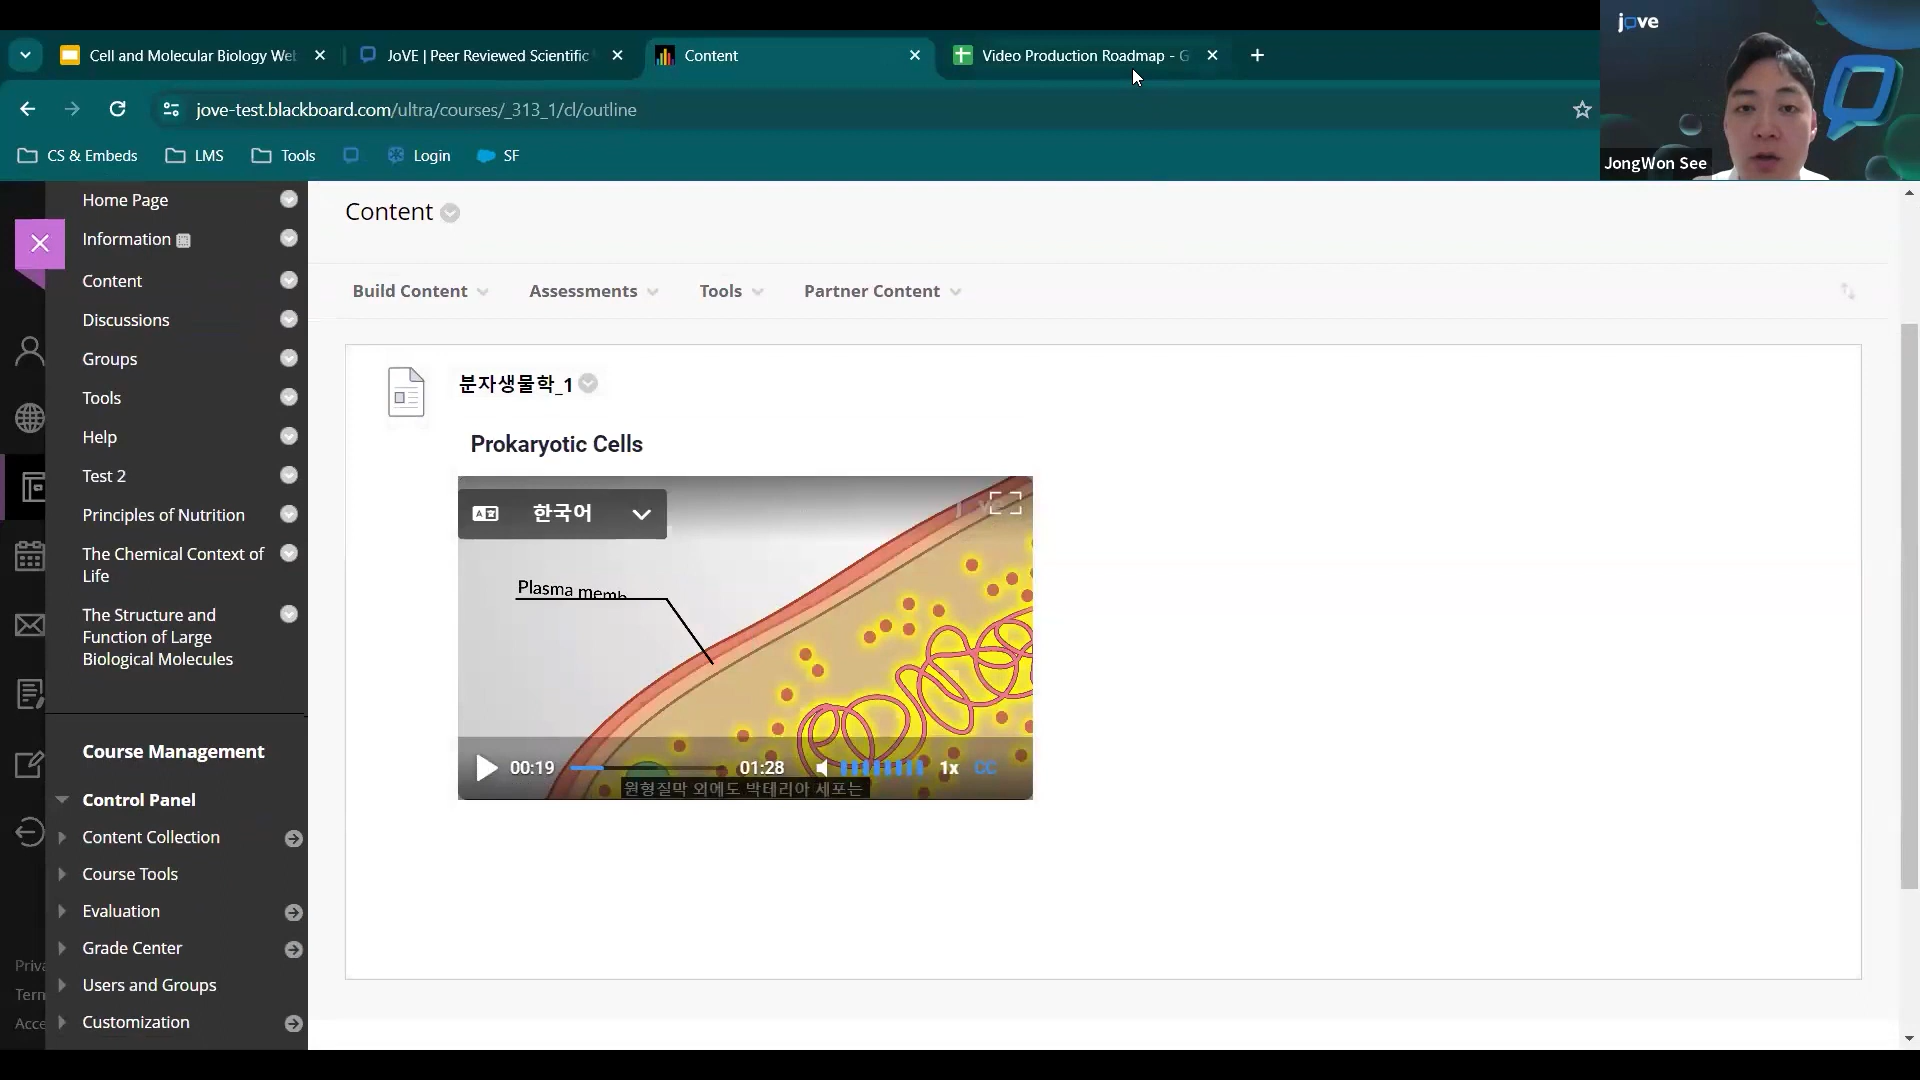 Cell and Molecular Biology Web
JoVE | Peer Reviewed Scientific
Content
Video Production Roadmap - G
jove
jove-test.blackboard.com/ultra/courses/_313_1/cl/outline
CS & Embeds
LMS
Tools
Login
SF
JongWon See
Home Page
Information
Content
Discussions
Groups
Tools
Help
Test 2
Principles of Nutrition
The Chemical Context of
Life
The Structure and
Function of Large
Biological Molecules
Course Management
Control Panel
Content Collection
Course Tools
Evaluation
Grade Center
Users and Groups
Customization
Priva
Term
Acce
Content
Build Content
Assessments
Tools
Partner Content
분자생물학_1
Prokaryotic Cells
한국어
Plasma memb
00:19
01:28
1x
CC
원형질막 외에도 박테리아 세포는